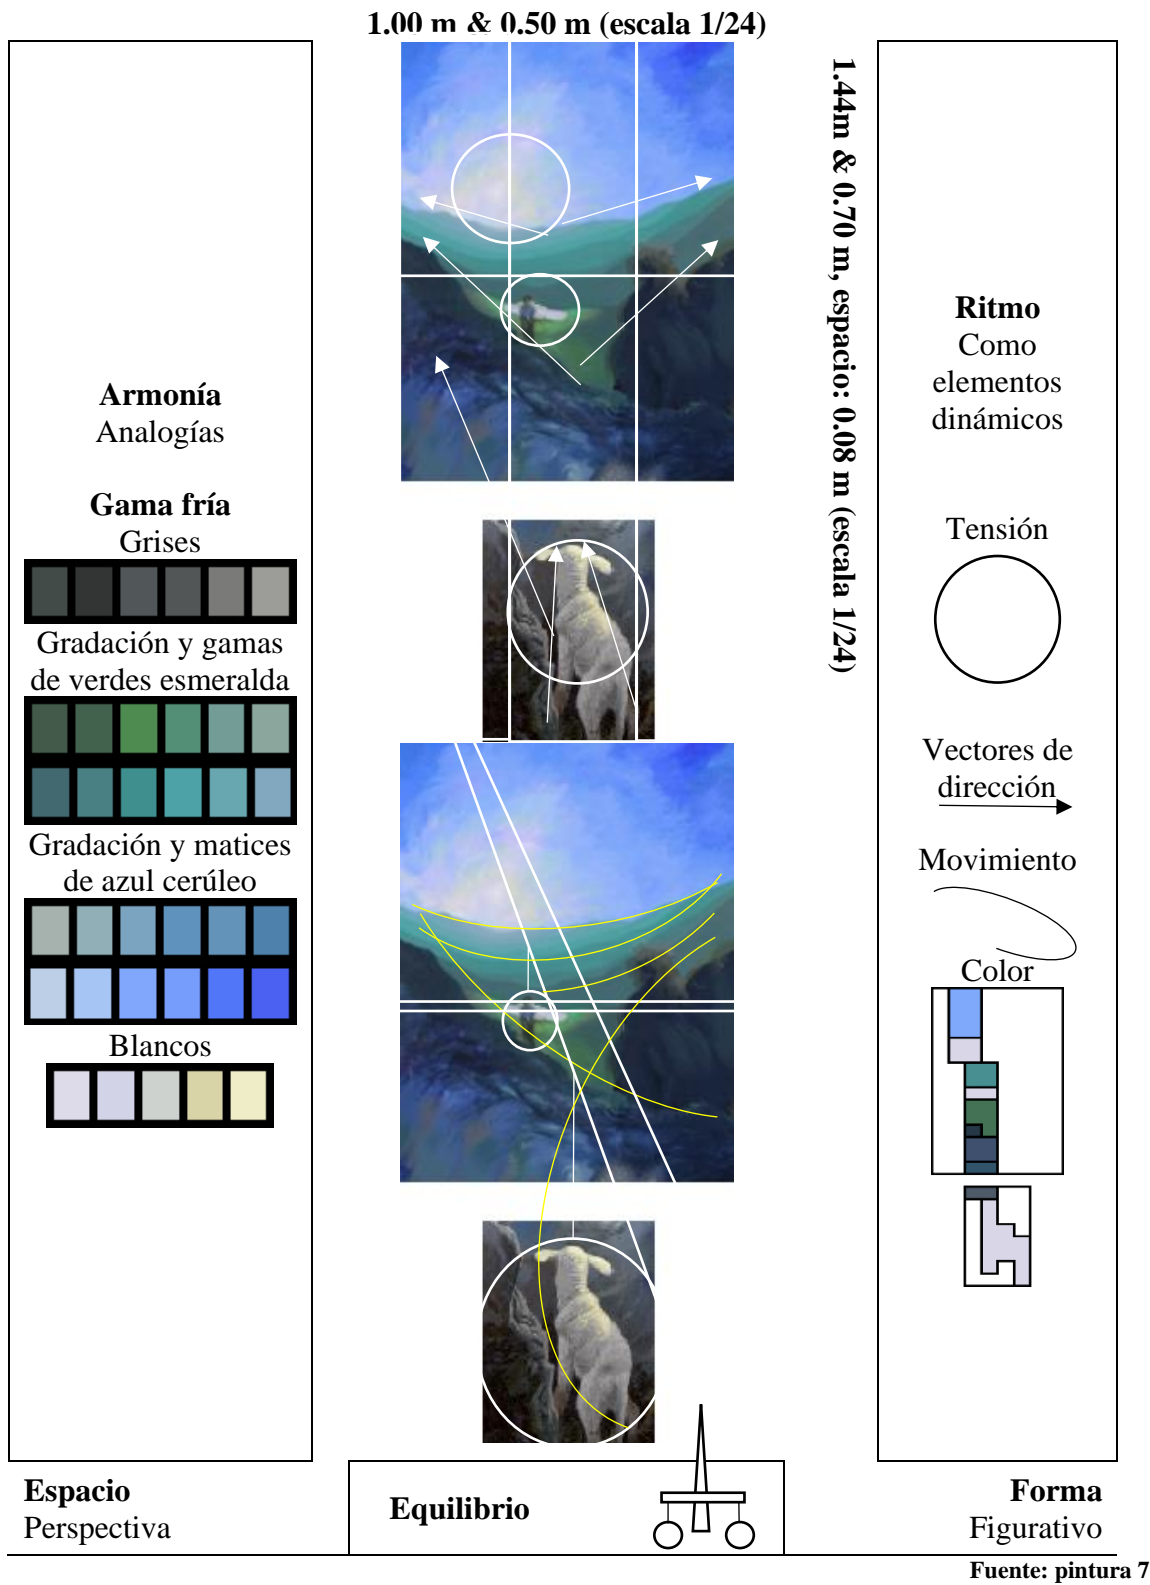 1.00 m & 0.50 m (escala 1/24)
1.44m & 0.70 m, espacio: 0.08 m (escala 1/24)
Armonía
Analogías
Gama fría
Grises
Gradación y gamas
de verdes esmeralda
Gradación y matices
de azul cerúleo
Blancos
Ritmo
Como
elementos
dinámicos
Tensión
Vectores de
dirección
Movimiento
Color
Espacio
Perspectiva
Equilibrio
Forma
Figurativo
Fuente: pintura 7